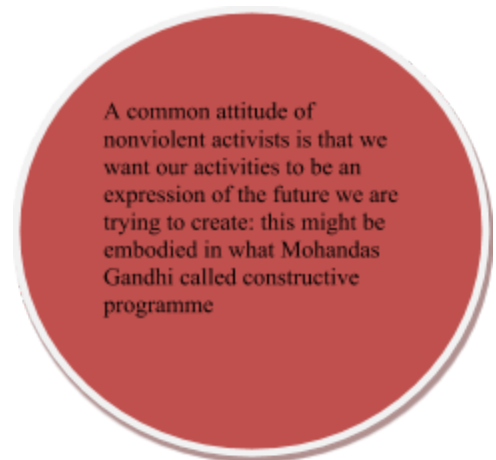 A common attitude of
nonviolent activists is that we
want our activities to be an
expression of the future we are
trying to create: this might be
embodied in what Mohandas
Gandhi called constructive
programme